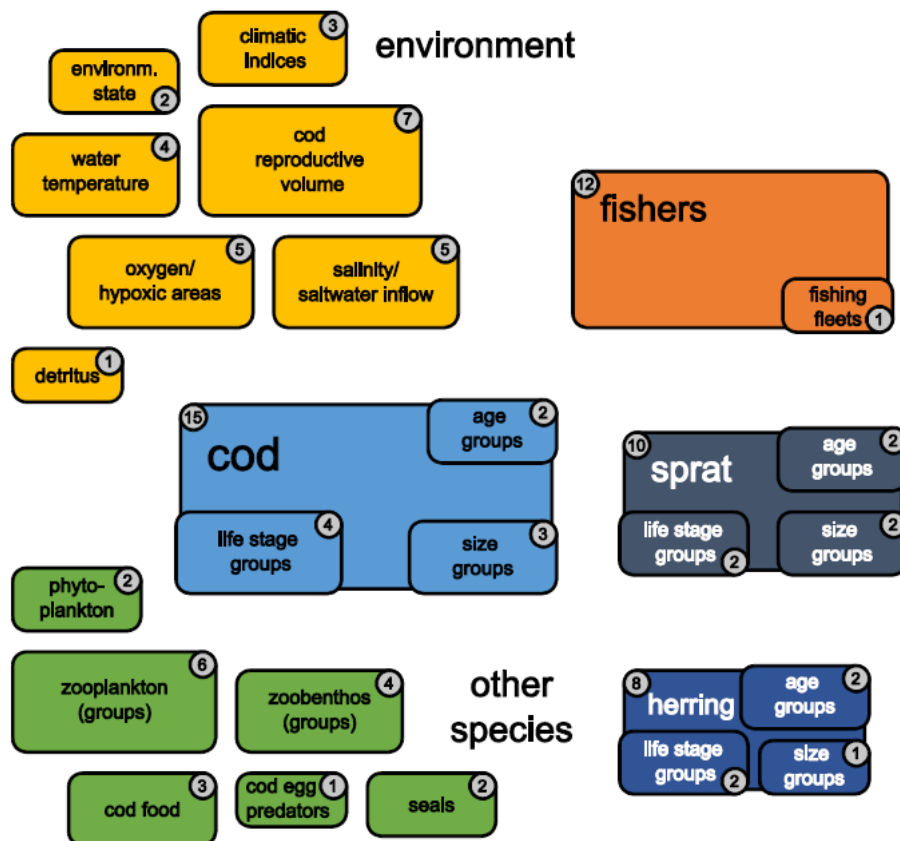 3
climatic
indices
environment
environm.
state
2
7
cod
reproductive
volume
4
water
temperature
12
fishers
5
oxygen/
hypoxic areas
5
salinity/
saltwater inflow
fishing
fleets
1
1
detritus
15
cod
age
groups
2
life stage
groups
4
size
groups
3
10
sprat
age
groups
2
life stage
groups
2
size
groups
2
phyto-
plankton
2
zooplankton
(groups)
6
zoobenthos
(groups)
4
other
species
8
herring
age
groups
2
life stage
groups
2
size
groups
1
cod food
3
cod egg
predators
1
seals
2